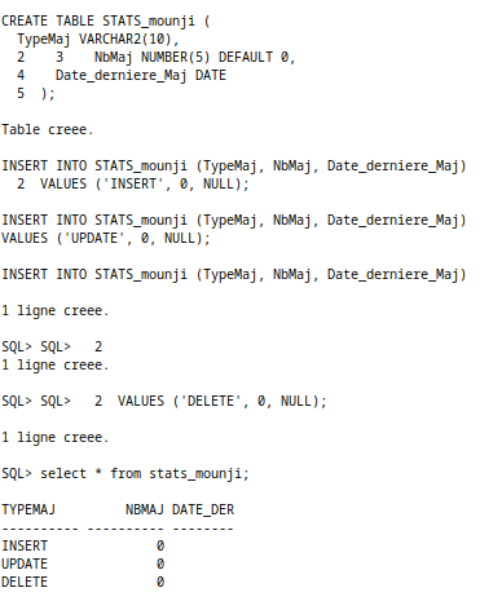 CREATE TABLE STATS_mounji (
  TypeMaj VARCHAR2(10),
  2    3    NbMaj NUMBER(5) DEFAULT 0,
  4    Date_derniere_Maj DATE
  5  );

Table creee.

INSERT INTO STATS_mounji (TypeMaj, NbMaj, Date_derniere_Maj)
  2  VALUES ('INSERT', 0, NULL);

INSERT INTO STATS_mounji (TypeMaj, NbMaj, Date_derniere_Maj)
VALUES ('UPDATE', 0, NULL);

INSERT INTO STATS_mounji (TypeMaj, NbMaj, Date_derniere_Maj)

1 ligne creee.

SQL> SQL>   2
1 ligne creee.

SQL> SQL>   2  VALUES ('DELETE', 0, NULL);

1 ligne creee.

SQL> select * from stats_mounji;

TYPEMAJ         NBMAJ DATE_DER
---------- ---------- --------
INSERT              0
UPDATE              0
DELETE              0